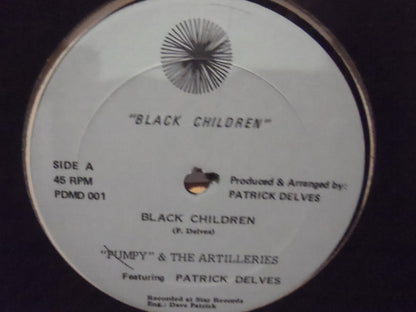 "BLACK CHILDREN"
SIDE A
45 RPM
PDMD 001
Produced & Arranged by:
PATRICK DELVES
BLACK CHILDREN
(P. Delves)
"PUMPY" & THE ARTILLERIES
Featuring PATRICK DELVES
Recorded at Star Records
Eng.: Dave Patrick